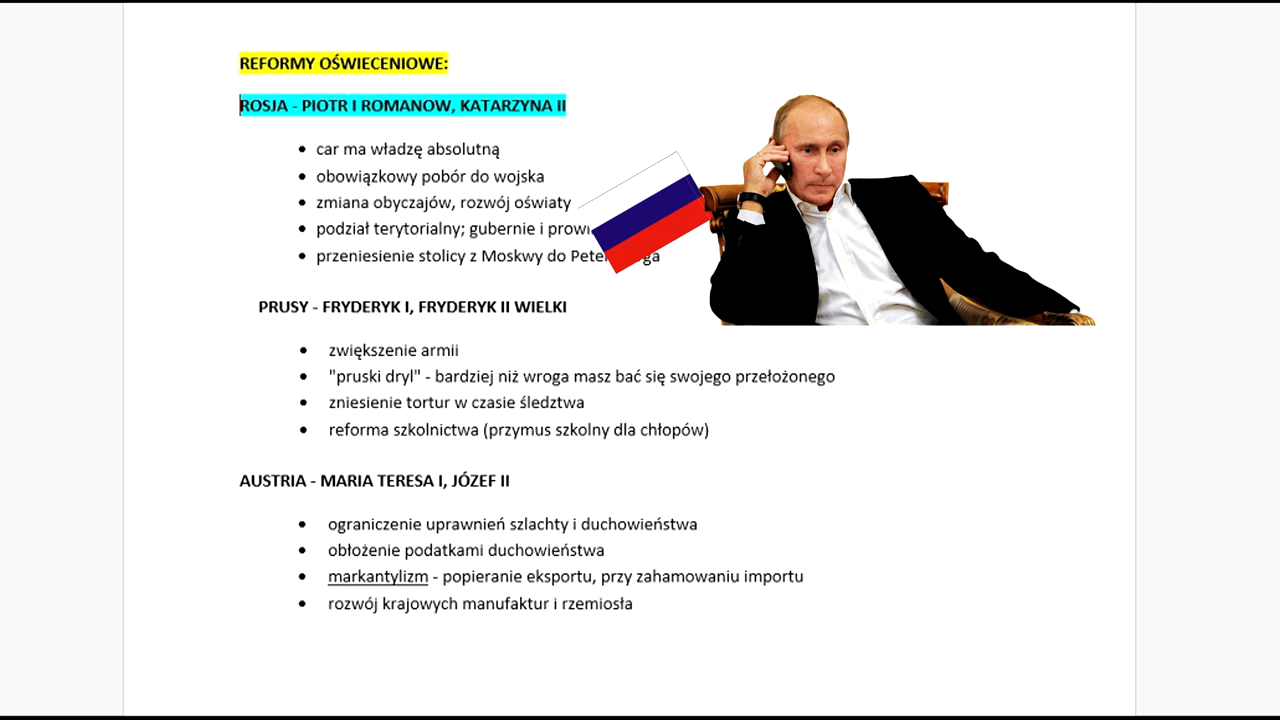 REFORMY OŚWIECENIOWE:
ROSJA - PIOTR I ROMANOW, KATARZYNA II
• car ma władzę absolutną
• obowiązkowy pobór do wojska
• zmiana obyczajów, rozwój oświaty
• podział terytorialny; gubernie i
• przeniesienie stolicy z Moskwy do
PRUSY - FRYDERYK I, FRYDERYK II WIELKI
• zwiększenie armii
• "pruski dryl" - bardziej niż wroga masz bać się swojego przełożonego
• zniesienie tortur w czasie śledztwa
• reforma szkolnictwa (przymus szkolny dla chłopów)
AUSTRIA - MARIA TERESA I, JÓZEF II
• ograniczenie uprawnień szlachty i duchowieństwa
• obłożenie podatkami duchowieństwa
• markantylizm - popieranie eksportu, przy zahamowaniu importu
• rozwój krajowych manufaktur i rzemiosła